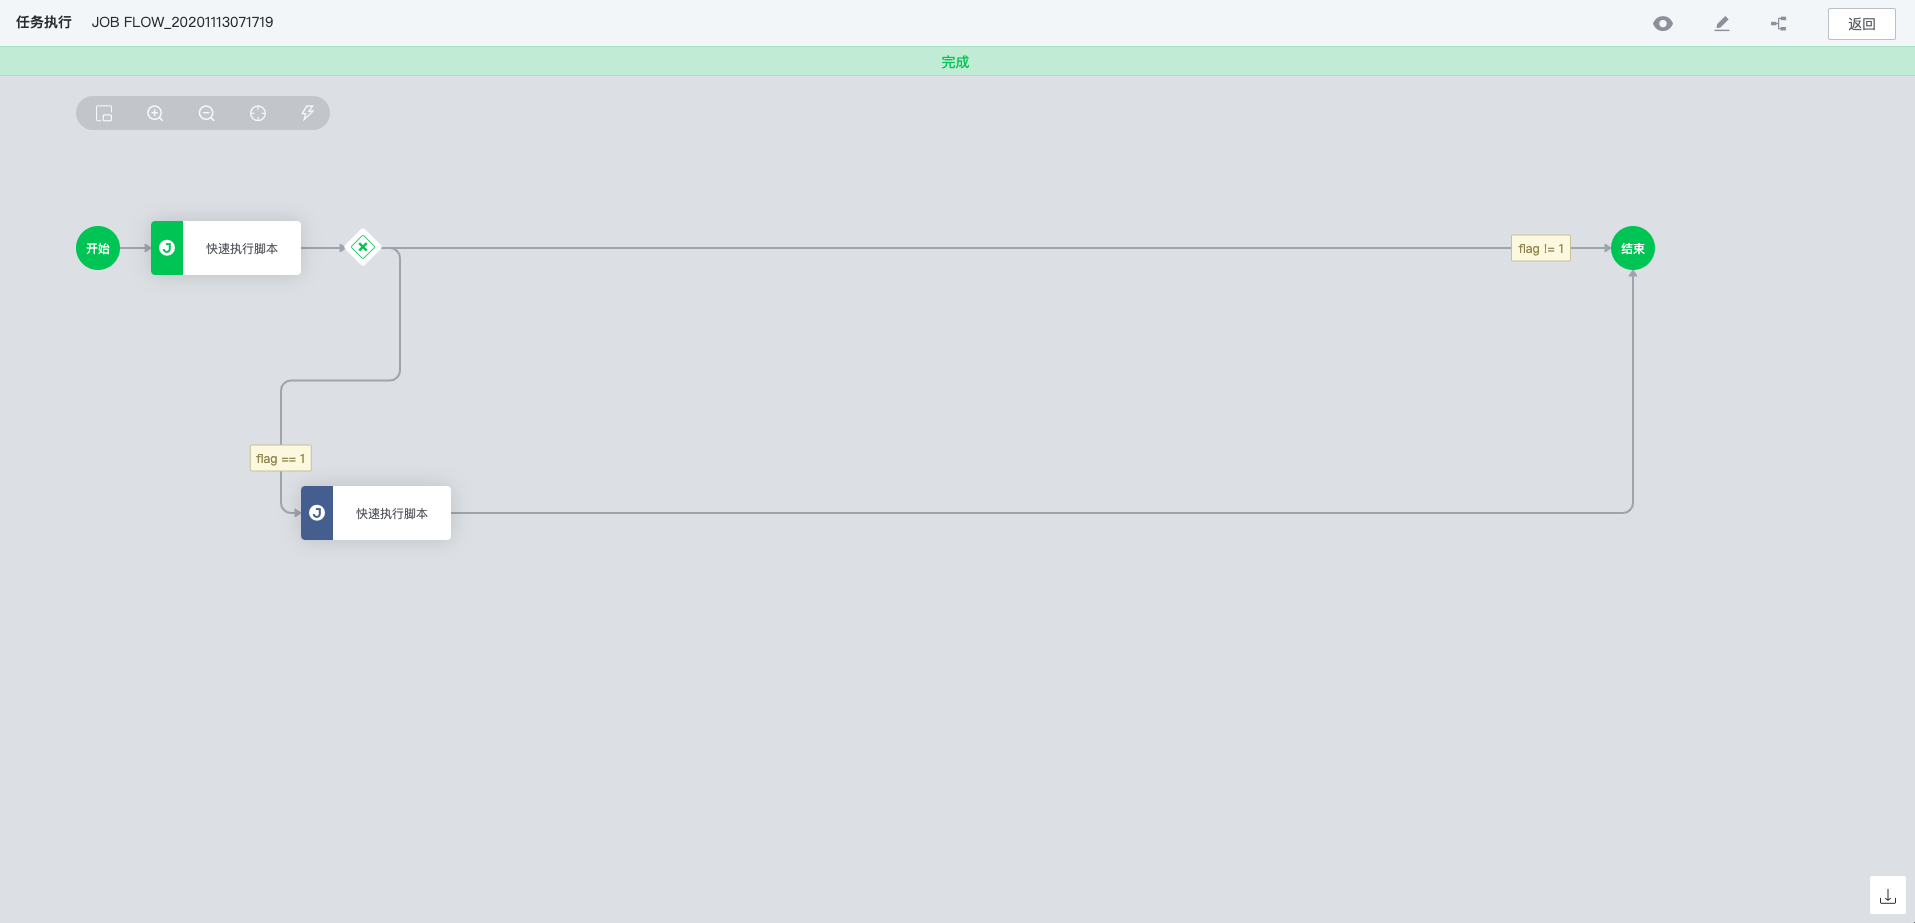 任务执行 JOB FLOW_20201113071719
返回
完成
开始
快速执行脚本
flag != 1
结束
flag == 1
快速执行脚本